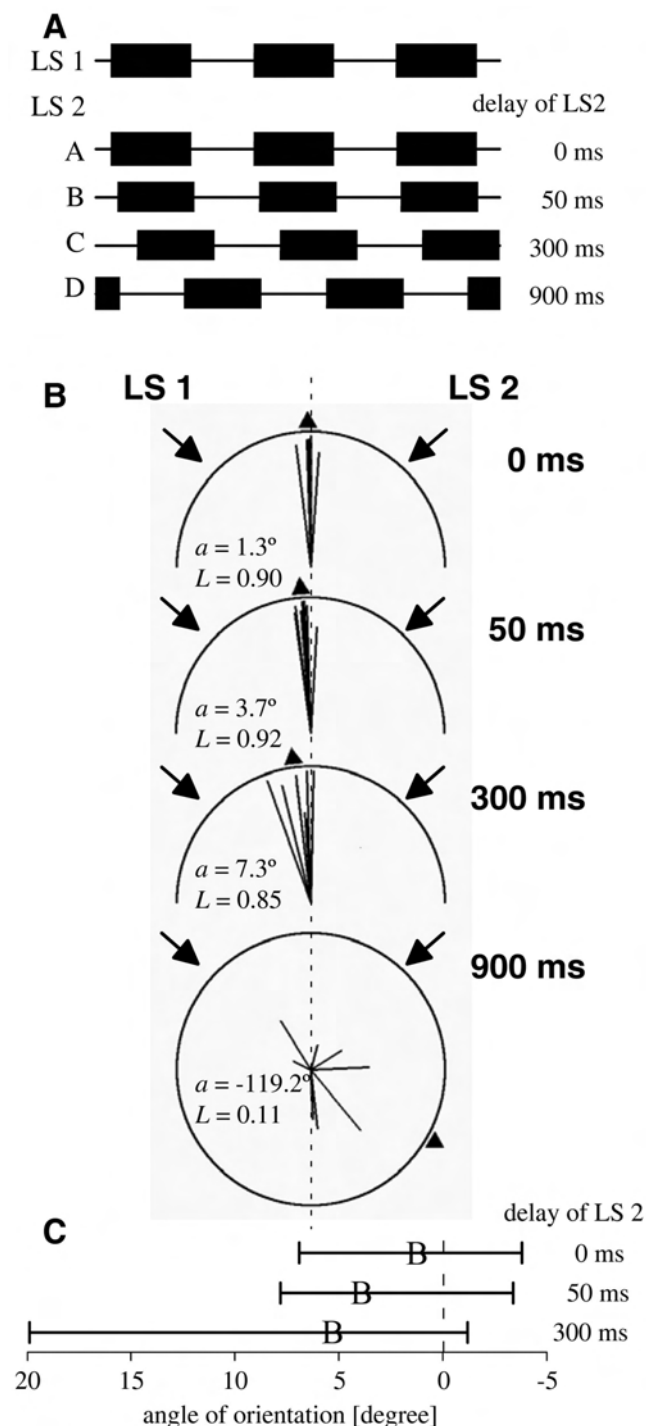 A
LS 1
LS 2 delay of LS2
A 0 ms
B 50 ms
C 300 ms
D 900 ms
B LS 1 LS 2
0 ms
a = 1.3º
L = 0.90
50 ms
a = 3.7º
L = 0.92
300 ms
a = 7.3º
L = 0.85
900 ms
a = -119.2º
L = 0.11
C delay of LS 2
B 0 ms
B 50 ms
B 300 ms
20 15 10 5 0 -5
angle of orientation [degree]